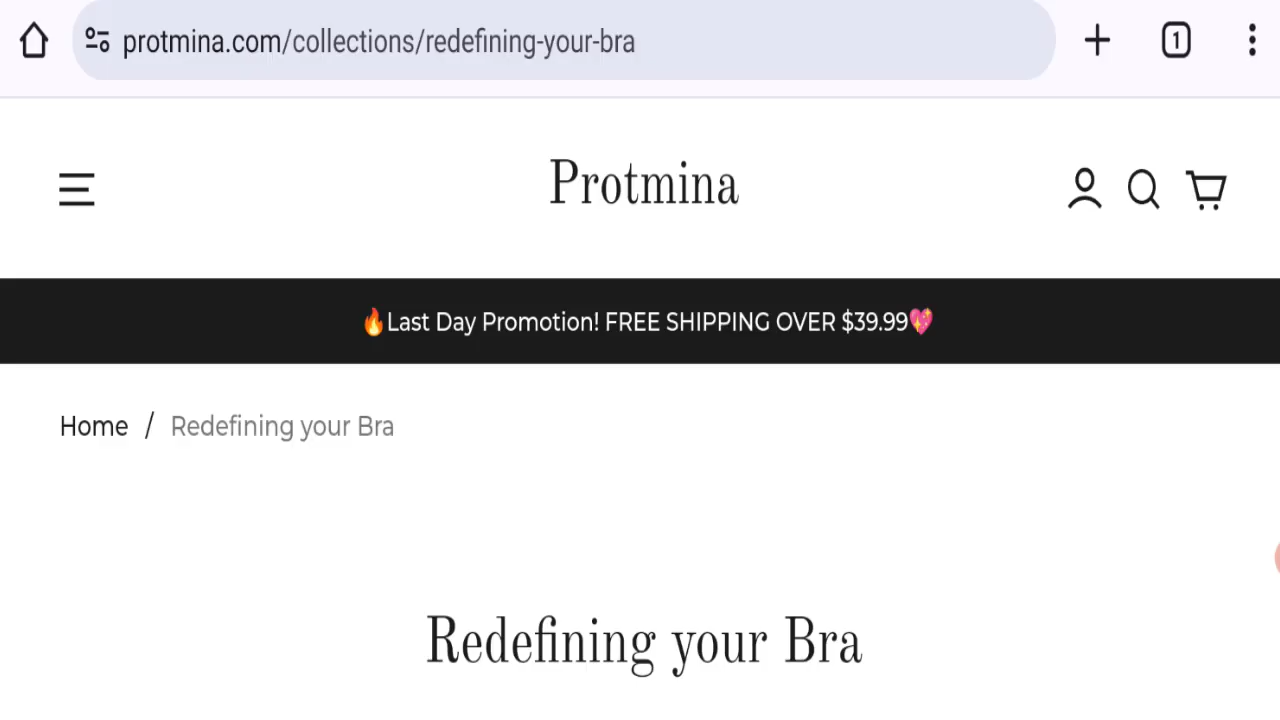 protmina.com/collections/redefining-your-bra
1
Protmina
🔥Last Day Promotion! FREE SHIPPING OVER $39.99💖
Home / Redefining your Bra
Redefining your Bra